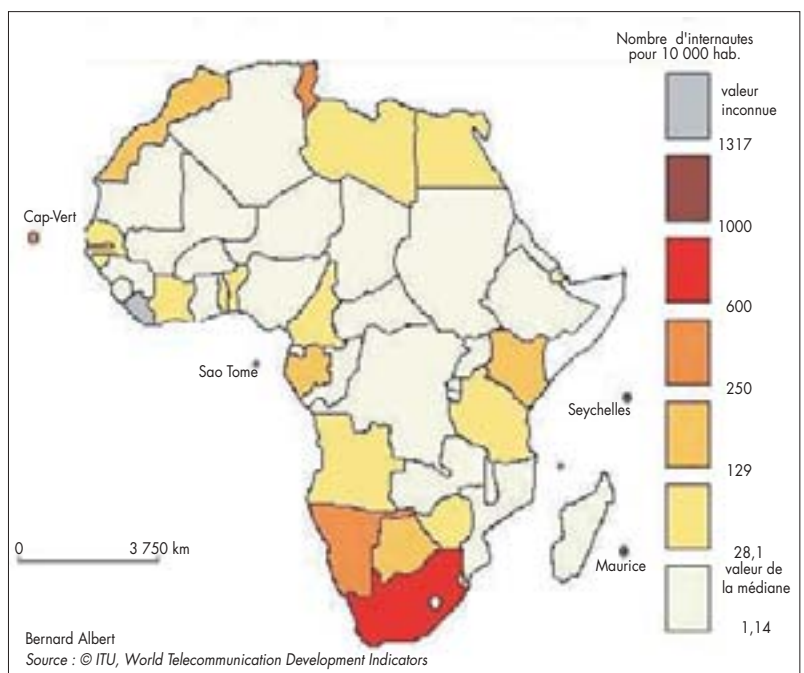 Nombre d'internautes
pour 10 000 hab.
valeur
inconnue
1317
1000
600
250
129
28,1
valeur de
la médiane
1,14
Cap-Vert
Sao Tome
Seychelles
Maurice
0 3 750 km
Bernard Albert
Source : © ITU, World Telecommunication Development Indicators